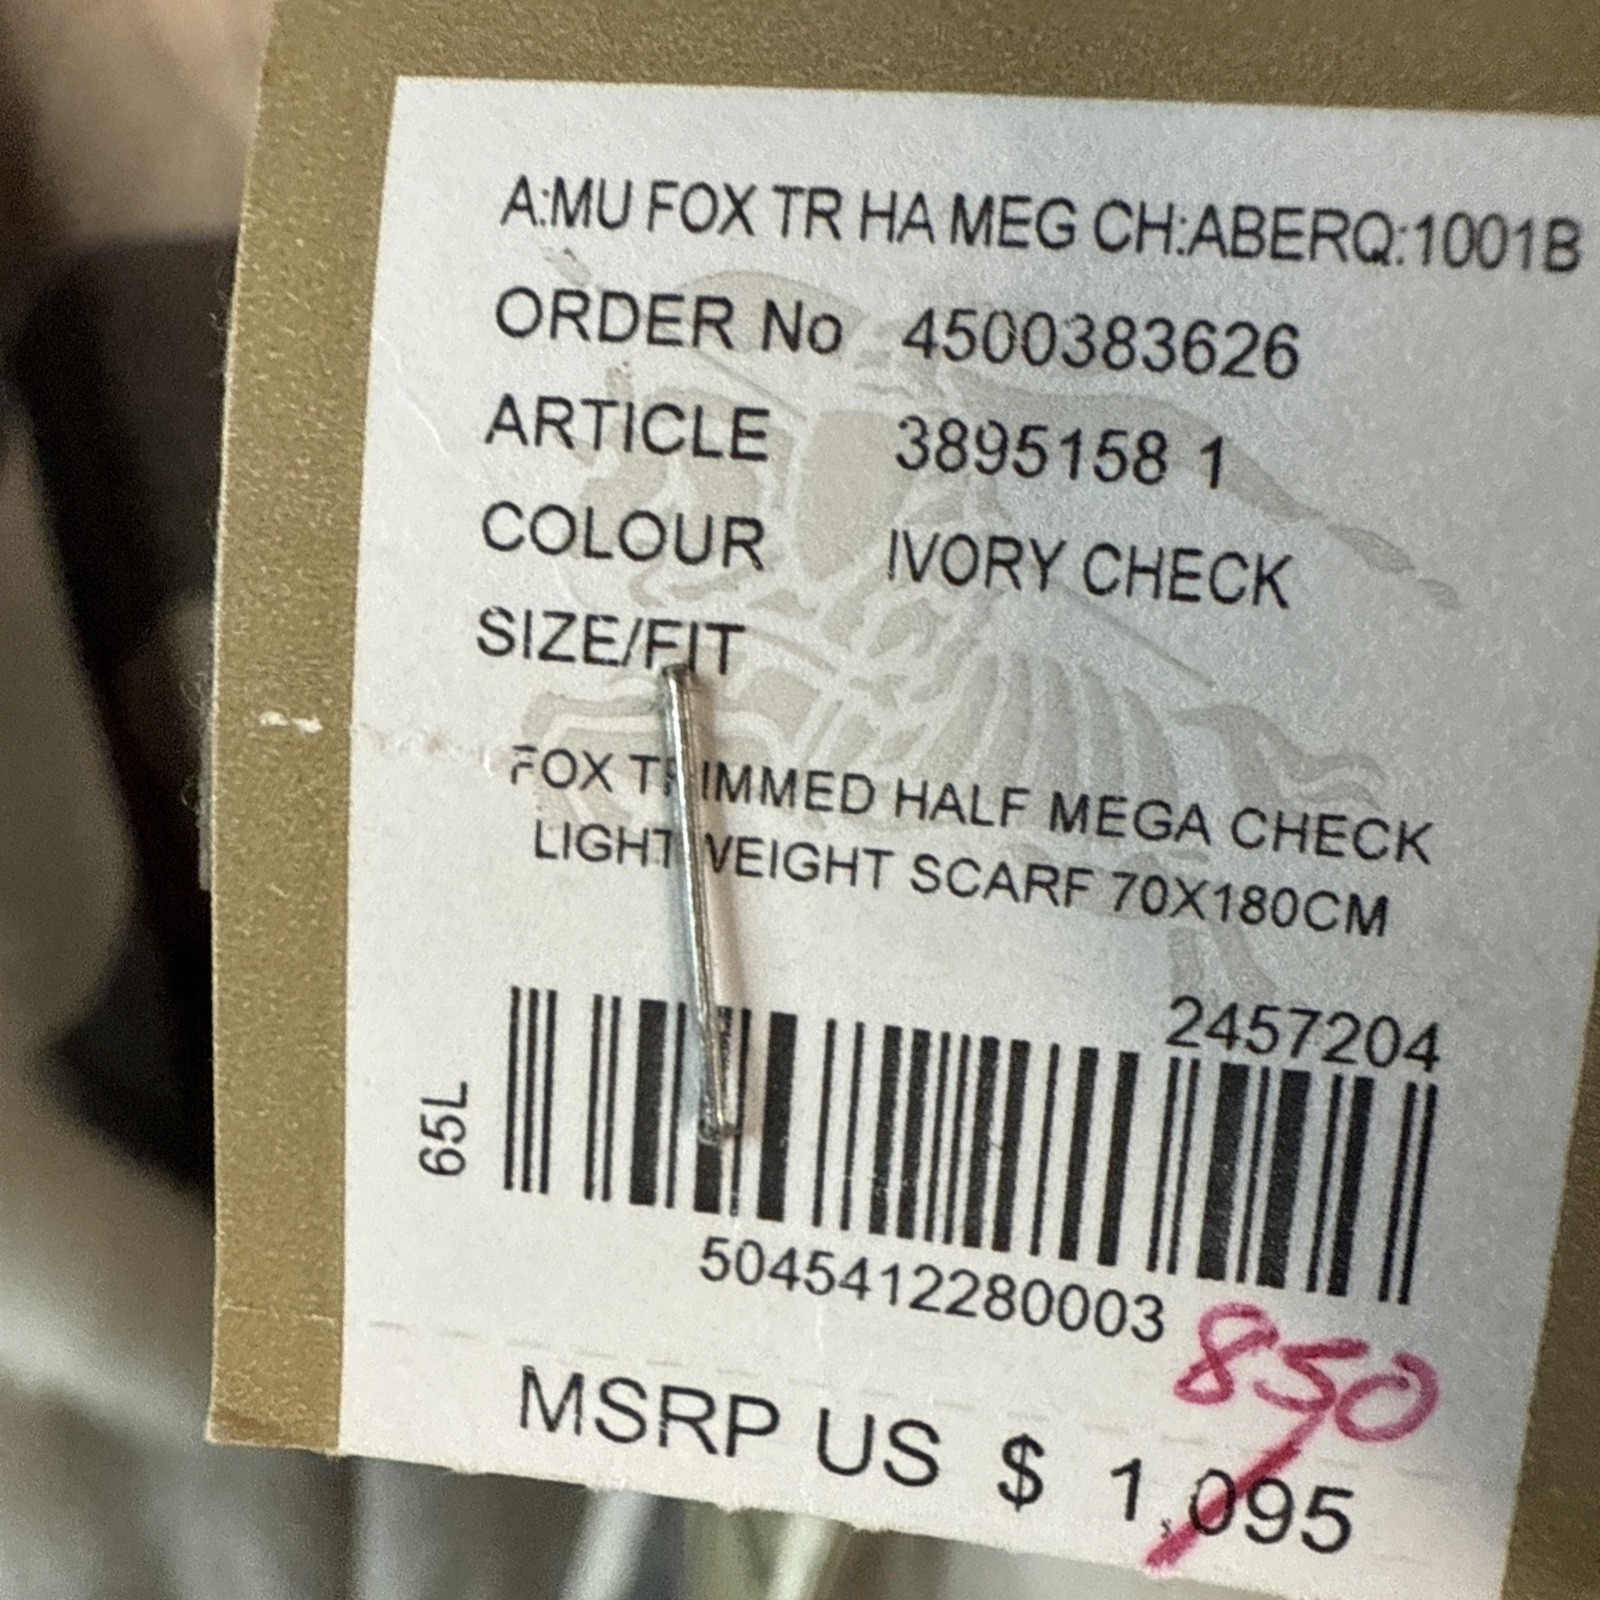 A:MU FOX TR HA MEG CH:ABERQ:1001B
ORDER No 4500383626
ARTICLE 3895158 1
COLOUR IVORY CHECK
SIZE/FIT
FOX TRIMMED HALF MEGA CHECK
LIGHTWEIGHT SCARF 70X180CM
2457204
65L
5045412280003
850
MSRP US $ 1,095